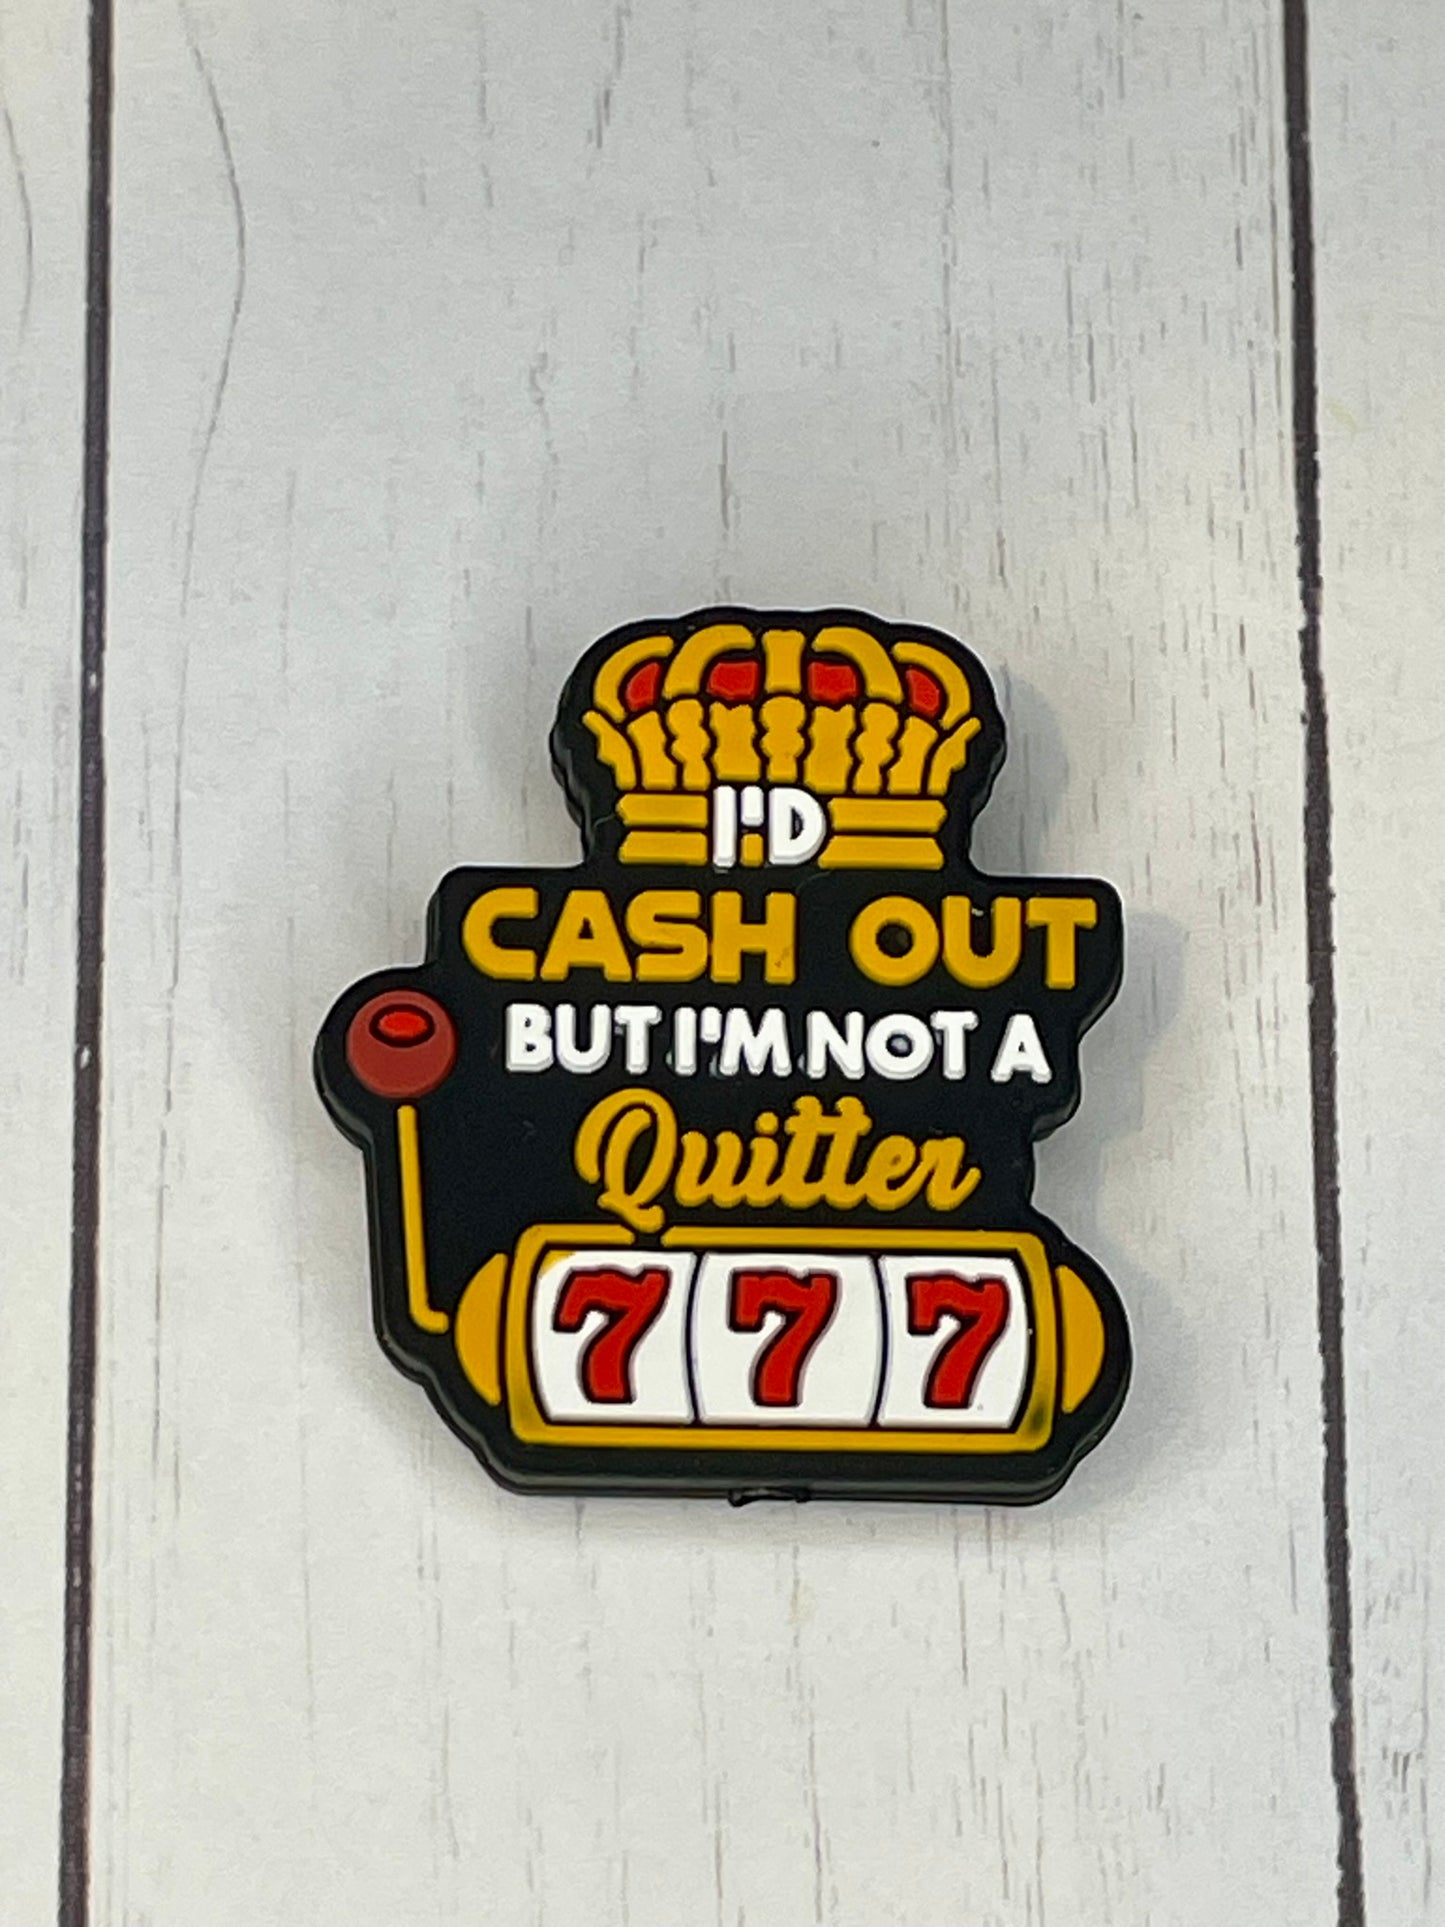 I'D
CASH OUT
BUT I'M NOT A
Quitter
777